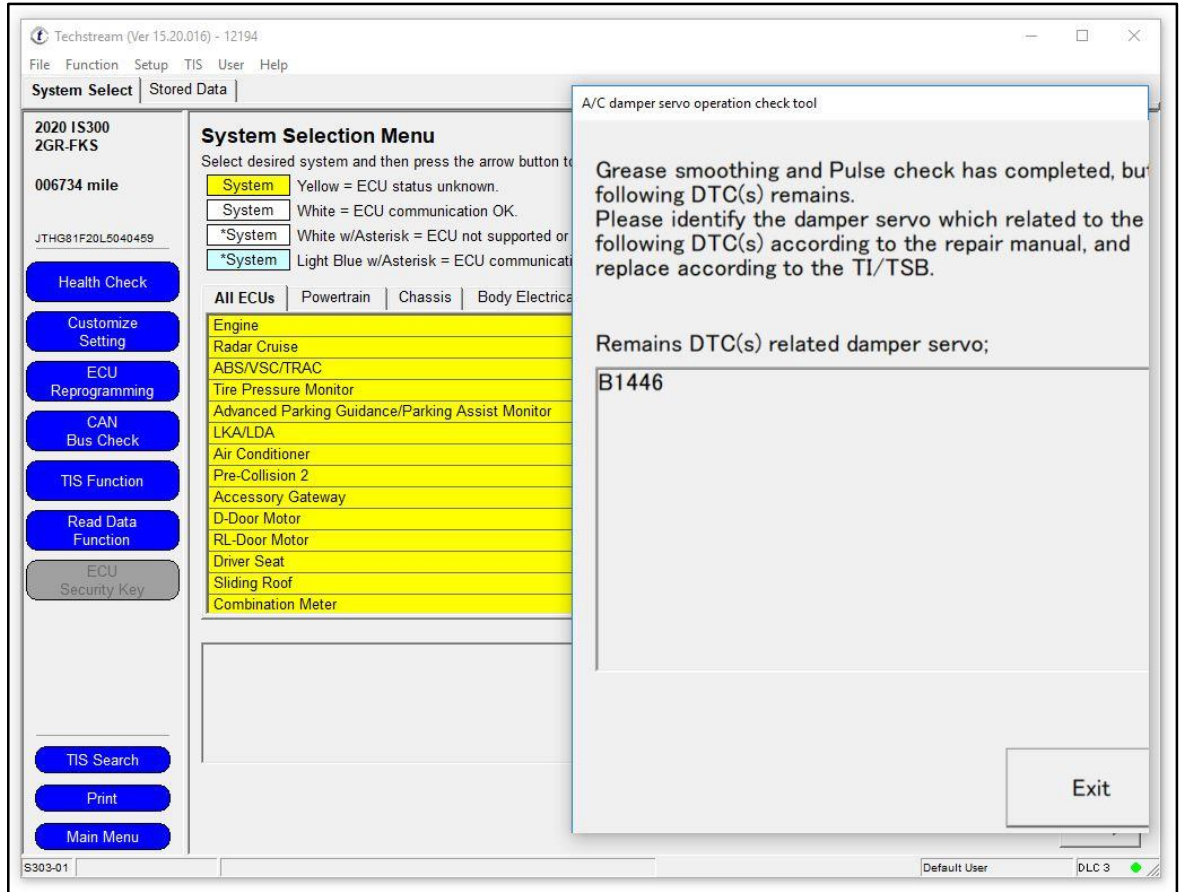 Techstream (Ver 15.20.016) - 12194
File Function Setup TIS User Help
System Select Stored Data
2020 IS300
2GR-FKS
006734 mile
JTHG81F20L5040459
Health Check
Customize
Setting
ECU
Reprogramming
CAN
Bus Check
TIS Function
Read Data
Function
ECU
Security Key
TIS Search
Print
Main Menu
System Selection Menu
Select desired system and then press the arrow button to
System Yellow = ECU status unknown.
System White = ECU communication OK.
*System White w/Asterisk = ECU not supported or
*System Light Blue w/Asterisk = ECU communicati
All ECUs Powertrain Chassis Body Electrica
Engine
Radar Cruise
ABS/VSC/TRAC
Tire Pressure Monitor
Advanced Parking Guidance/Parking Assist Monitor
LKA/LDA
Air Conditioner
Pre-Collision 2
Accessory Gateway
D-Door Motor
RL-Door Motor
Driver Seat
Sliding Roof
Combination Meter
A/C damper servo operation check tool
Grease smoothing and Pulse check has completed, but
following DTC(s) remains.
Please identify the damper servo which related to the
following DTC(s) according to the repair manual, and
replace according to the TI/TSB.
Remains DTC(s) related damper servo;
B1446
Exit
S303-01 Default User DLC 3